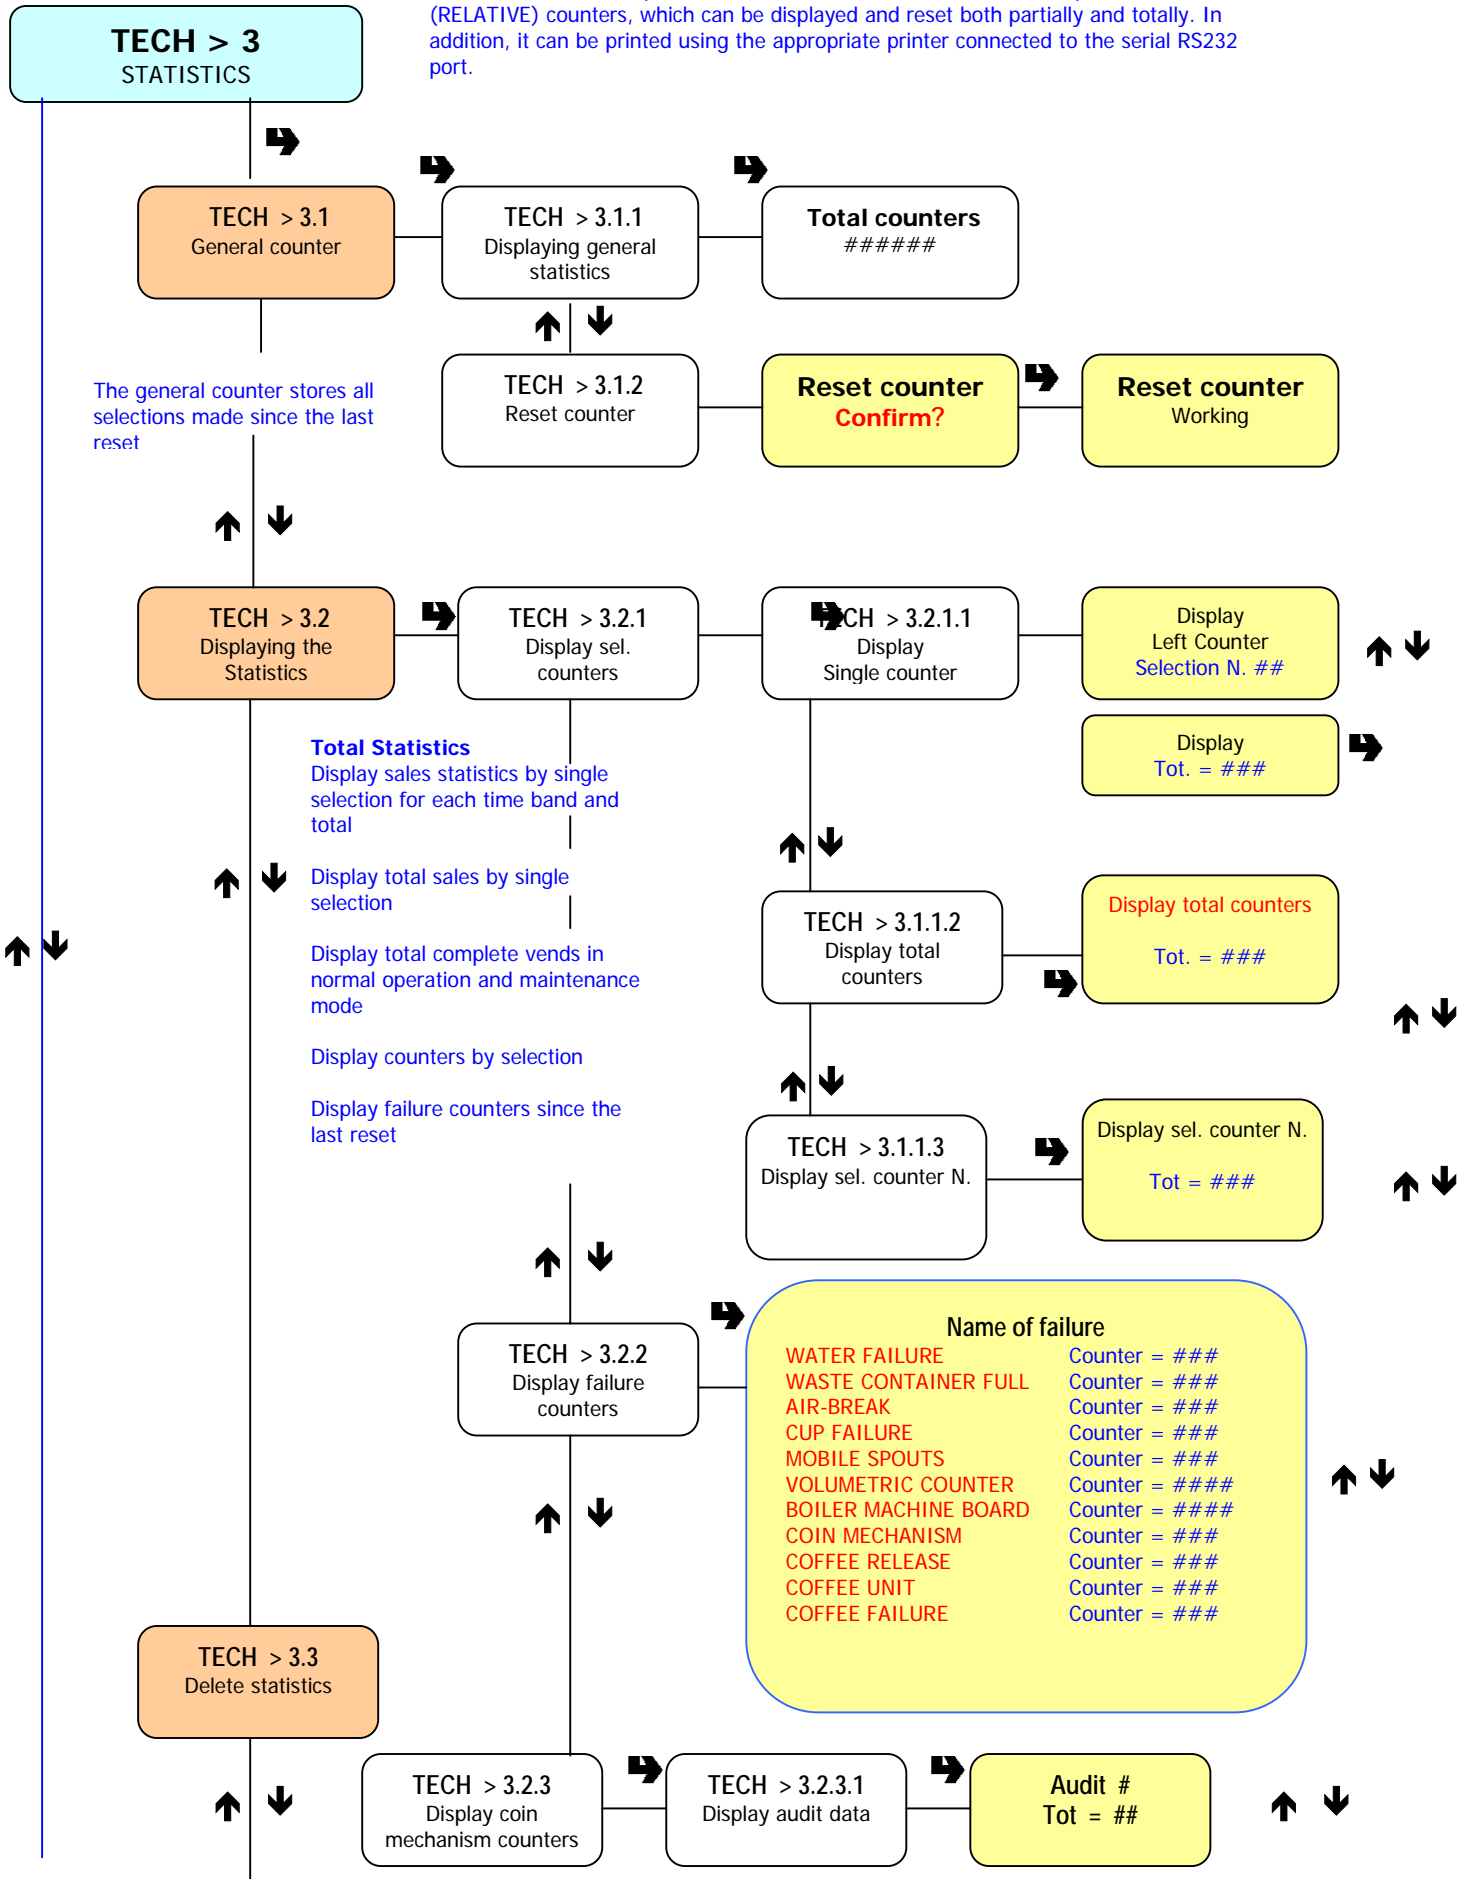 (RELATIVE) counters, which can be displayed and reset both partially and totally. In
addition, it can be printed using the appropriate printer connected to the serial RS232
port.
TECH > 3
STATISTICS
TECH > 3.1
General counter
TECH > 3.1.1
Displaying general
statistics
Total counters
######
TECH > 3.1.2
Reset counter
Reset counter
Confirm?
Reset counter
Working
The general counter stores all
selections made since the last
reset
TECH > 3.2
Displaying the
Statistics
TECH > 3.2.1
Display sel.
counters
TECH > 3.2.1.1
Display
Single counter
Display
Left Counter
Selection N. ##
Display
Tot. = ###
Total Statistics
Display sales statistics by single
selection for each time band and
total
Display total sales by single
selection
Display total complete vends in
normal operation and maintenance
mode
Display counters by selection
Display failure counters since the
last reset
TECH > 3.1.1.2
Display total
counters
Display total counters
Tot. = ###
TECH > 3.1.1.3
Display sel. counter N.
Display sel. counter N.
Tot = ###
TECH > 3.2.2
Display failure
counters
Name of failure
WATER FAILURE Counter = ###
WASTE CONTAINER FULL Counter = ###
AIR-BREAK Counter = ###
CUP FAILURE Counter = ###
MOBILE SPOUTS Counter = ###
VOLUMETRIC COUNTER Counter = ####
BOILER MACHINE BOARD Counter = ####
COIN MECHANISM Counter = ###
COFFEE RELEASE Counter = ###
COFFEE UNIT Counter = ###
COFFEE FAILURE Counter = ###
TECH > 3.3
Delete statistics
TECH > 3.2.3
Display coin
mechanism counters
TECH > 3.2.3.1
Display audit data
Audit #
Tot = ##